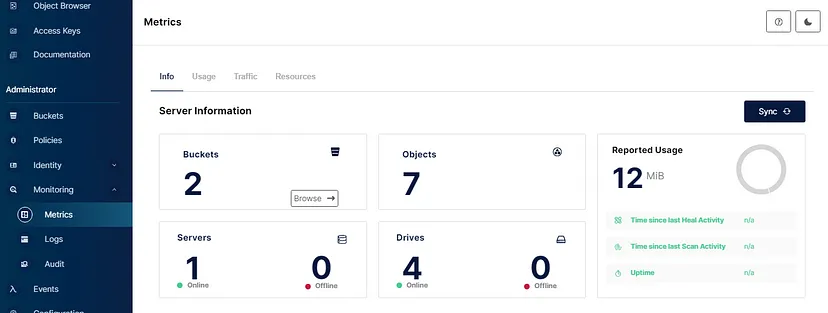 Object Browser
Access Keys
Documentation
Administrator
Buckets
Policies
Identity
Monitoring
Metrics
Logs
Audit
Events
Configuration
Metrics
Info Usage Traffic Resources
Server Information
Sync
Buckets
2
Browse
Objects
7
Reported Usage
12 MiB
Time since last Heal Activity n/a
Time since last Scan Activity n/a
Uptime n/a
Servers
1 0
Online Offline
Drives
4 0
Online Offline